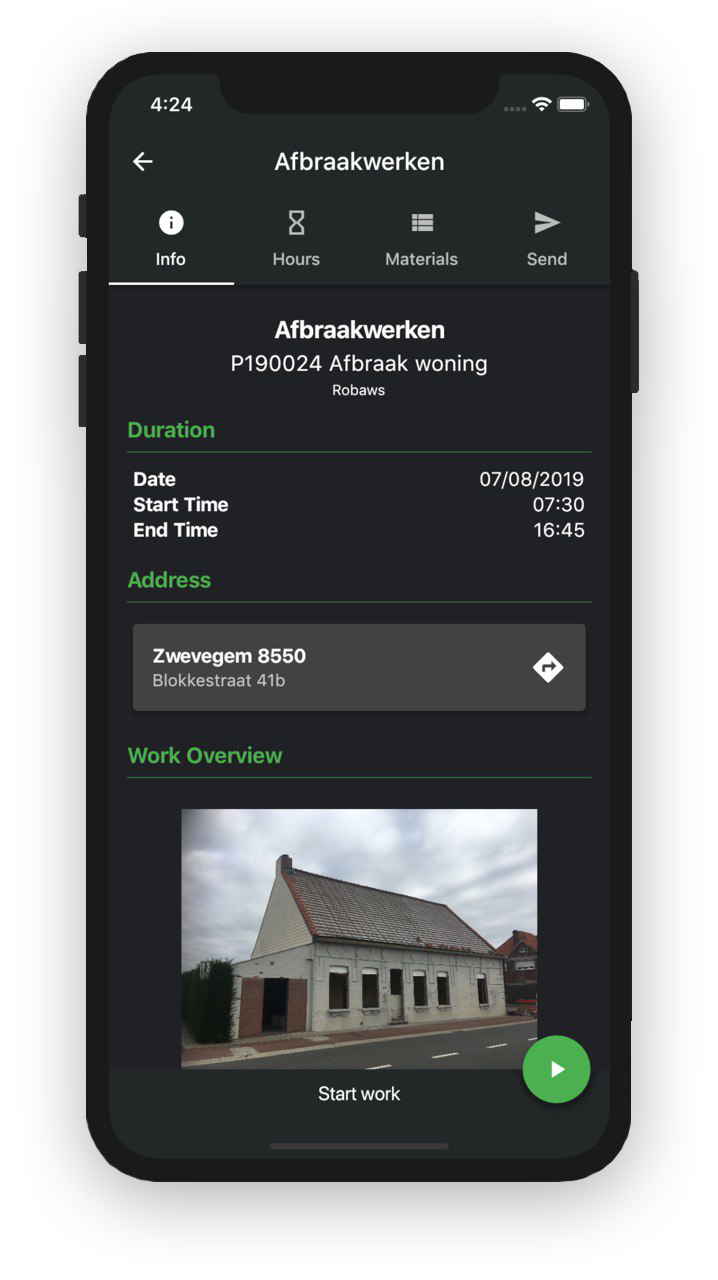 4:24
Afbraakwerken
Info Hours Materials Send
Afbraakwerken
P190024 Afbraak woning
Robaws
Duration
Date 07/08/2019
Start Time 07:30
End Time 16:45
Address
Zwevegem 8550
Blokkestraat 41b
Work Overview
Start work